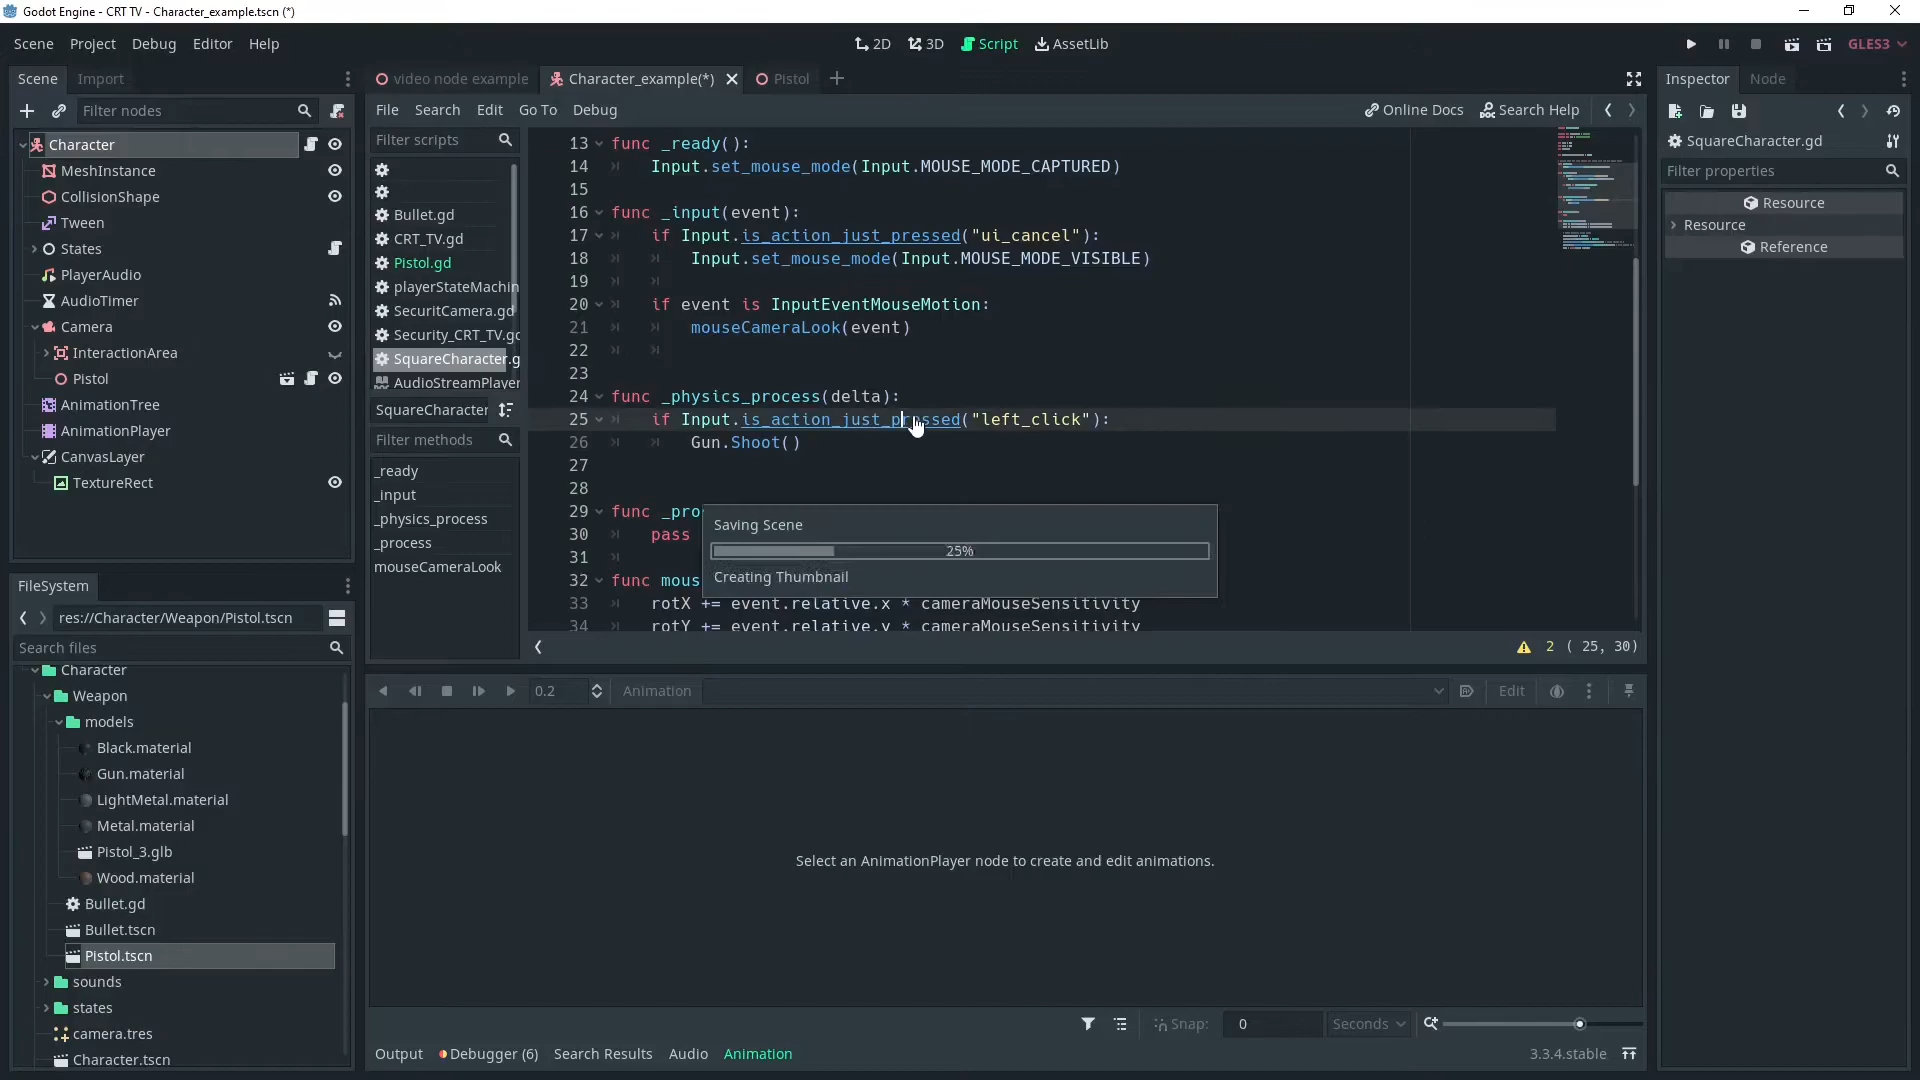 Godot Engine - CRT TV - Character_example.tscn (*)
Scene Project Debug Editor Help
2D 3D Script AssetLib
GLES3
Scene Import
Filter nodes
Character
MeshInstance
CollisionShape
Tween
States
PlayerAudio
AudioTimer
Camera
InteractionArea
Pistol
AnimationTree
AnimationPlayer
CanvasLayer
TextureRect
FileSystem
res://Character/Weapon/Pistol.tscn
Search files
Character
Weapon
models
Black.material
Gun.material
LightMetal.material
Metal.material
Pistol_3.glb
Wood.material
Bullet.gd
Bullet.tscn
Pistol.tscn
sounds
states
camera.tres
Character.tscn
video node example Character_example(*) Pistol
File Search Edit Go To Debug
Online Docs Search Help
Filter scripts
Bullet.gd
CRT_TV.gd
Pistol.gd
playerStateMachin
SecuritCamera.gd
Security_CRT_TV.gd
SquareCharacter.g
AudioStreamPlayer
SquareCharacter
Filter methods
_ready
_input
_physics_process
_process
mouseCameraLook
13 func _ready():
14 Input.set_mouse_mode(Input.MOUSE_MODE_CAPTURED)
15
16 func _input(event):
17 if Input.is_action_just_pressed("ui_cancel"):
18 Input.set_mouse_mode(Input.MOUSE_MODE_VISIBLE)
19
20 if event is InputEventMouseMotion:
21 mouseCameraLook(event)
22
23
24 func _physics_process(delta):
25 if Input.is_action_just_pressed("left_click"):
26 Gun.Shoot()
27
28
29 func _pro
30 pass
31
32 func mous
33 rotX += event.relative.x * cameraMouseSensitivity
34 rotY += event.relative.y * cameraMouseSensitivity
Saving Scene
25%
Creating Thumbnail
2 ( 25, 30)
0.2 Animation Edit
Select an AnimationPlayer node to create and edit animations.
Snap: 0 Seconds
Output Debugger (6) Search Results Audio Animation
3.3.4.stable
Inspector Node
SquareCharacter.gd
Filter properties
Resource
Resource
Reference